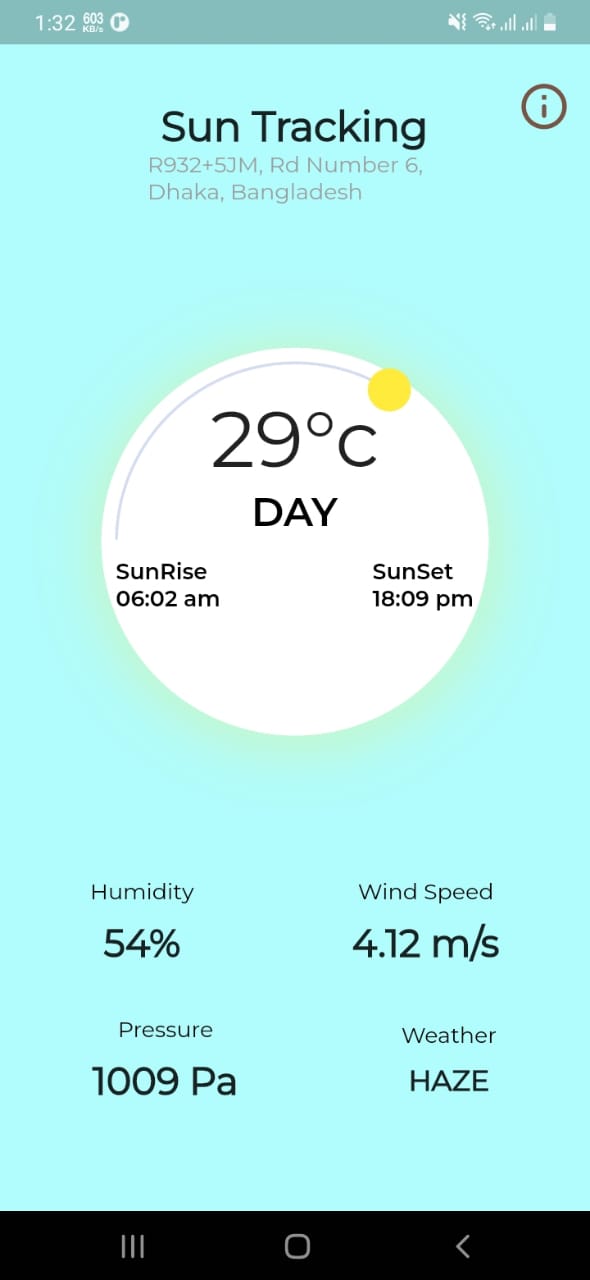 1:32 603 KB/s
Sun Tracking
R932+5JM, Rd Number 6,
Dhaka, Bangladesh
29°c
DAY
SunRise SunSet
06:02 am 18:09 pm
Humidity Wind Speed
54% 4.12 m/s
Pressure Weather
1009 Pa HAZE